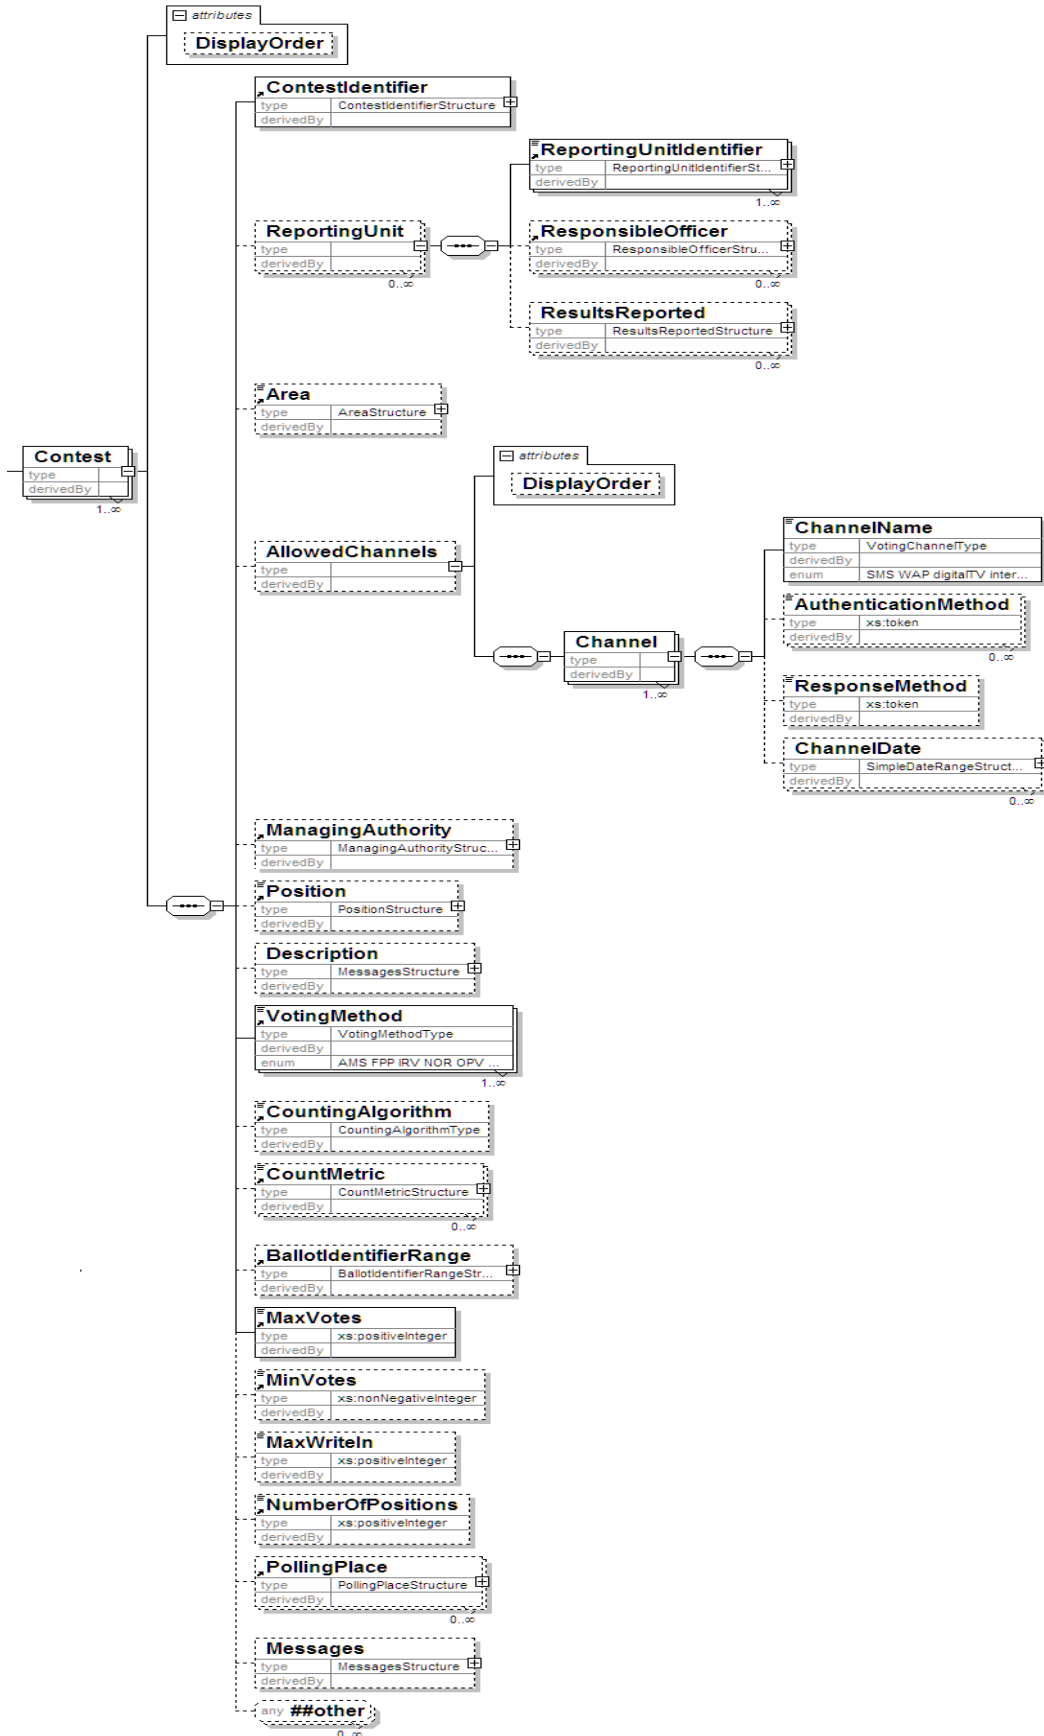 attributes
DisplayOrder
ContestIdentifier
type ContestIdentifierStructure
derivedBy
ReportingUnitIdentifier
type ReportingUnitIdentifierSt...
derivedBy
1..∞
ReportingUnit
type
derivedBy
0..∞
ResponsibleOfficer
type ResponsibleOfficerStru...
derivedBy
0..∞
ResultsReported
type ResultsReportedStructure
derivedBy
0..∞
Area
type AreaStructure
derivedBy
Contest
type
derivedBy
1..∞
attributes
DisplayOrder
AllowedChannels
type
derivedBy
ChannelName
type VotingChannelType
derivedBy
enum SMS WAP digitalTV inter...
AuthenticationMethod
type xs:token
derivedBy
0..∞
Channel
type
derivedBy
1..∞
ResponseMethod
type xs:token
derivedBy
ChannelDate
type SimpleDateRangeStruct...
derivedBy
0..∞
ManagingAuthority
type ManagingAuthorityStruc...
derivedBy
Position
type PositionStructure
derivedBy
Description
type MessagesStructure
derivedBy
VotingMethod
type VotingMethodType
derivedBy
enum AMS FPP IRV NOR OPV ...
1..∞
CountingAlgorithm
type CountingAlgorithmType
derivedBy
CountMetric
type CountMetricStructure
derivedBy
0..∞
BallotIdentifierRange
type BallotIdentifierRangeStr...
derivedBy
MaxVotes
type xs:positiveInteger
derivedBy
MinVotes
type xs:nonNegativeInteger
derivedBy
MaxWriteIn
type xs:positiveInteger
derivedBy
NumberOfPositions
type xs:positiveInteger
derivedBy
PollingPlace
type PollingPlaceStructure
derivedBy
0..∞
Messages
type MessagesStructure
derivedBy
any ##other
0..∞